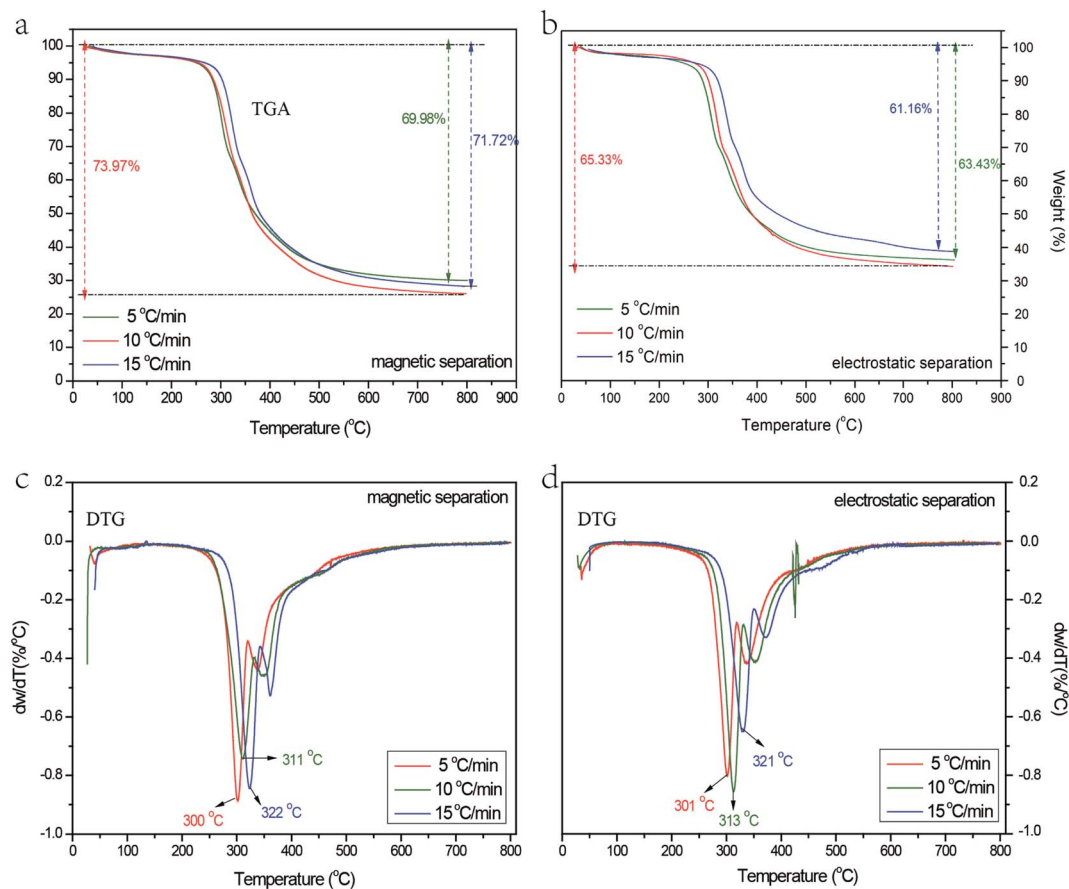 a
100
90
80
70
60
50
40
30
20
10
0
TGA
73.97%
69.98%
71.72%
5 °C/min
10 °C/min
15 °C/min
magnetic separation
0 100 200 300 400 500 600 700 800 900
Temperature (°C)
b
100
90
80
70
60
50
40
30
20
10
0
Weight (%)
65.33%
61.16%
63.43%
5 °C/min
10 °C/min
15 °C/min
electrostatic separation
0 100 200 300 400 500 600 700 800 900
Temperature (°C)
c
0.2
0.0
-0.2
-0.4
-0.6
-0.8
-1.0
dw/dT(%/°C)
magnetic separation
DTG
311 °C
322 °C
300 °C
5 °C/min
10 °C/min
15°C/min
0 100 200 300 400 500 600 700 800
Temperature (°C)
d
0.2
0.0
-0.2
-0.4
-0.6
-0.8
-1.0
dw/dT(%/°C)
electrostatic separation
DTG
321 °C
301 °C
313 °C
5 °C/min
10 °C/min
15 °C/min
0 100 200 300 400 500 600 700 800
Temperature (°C)